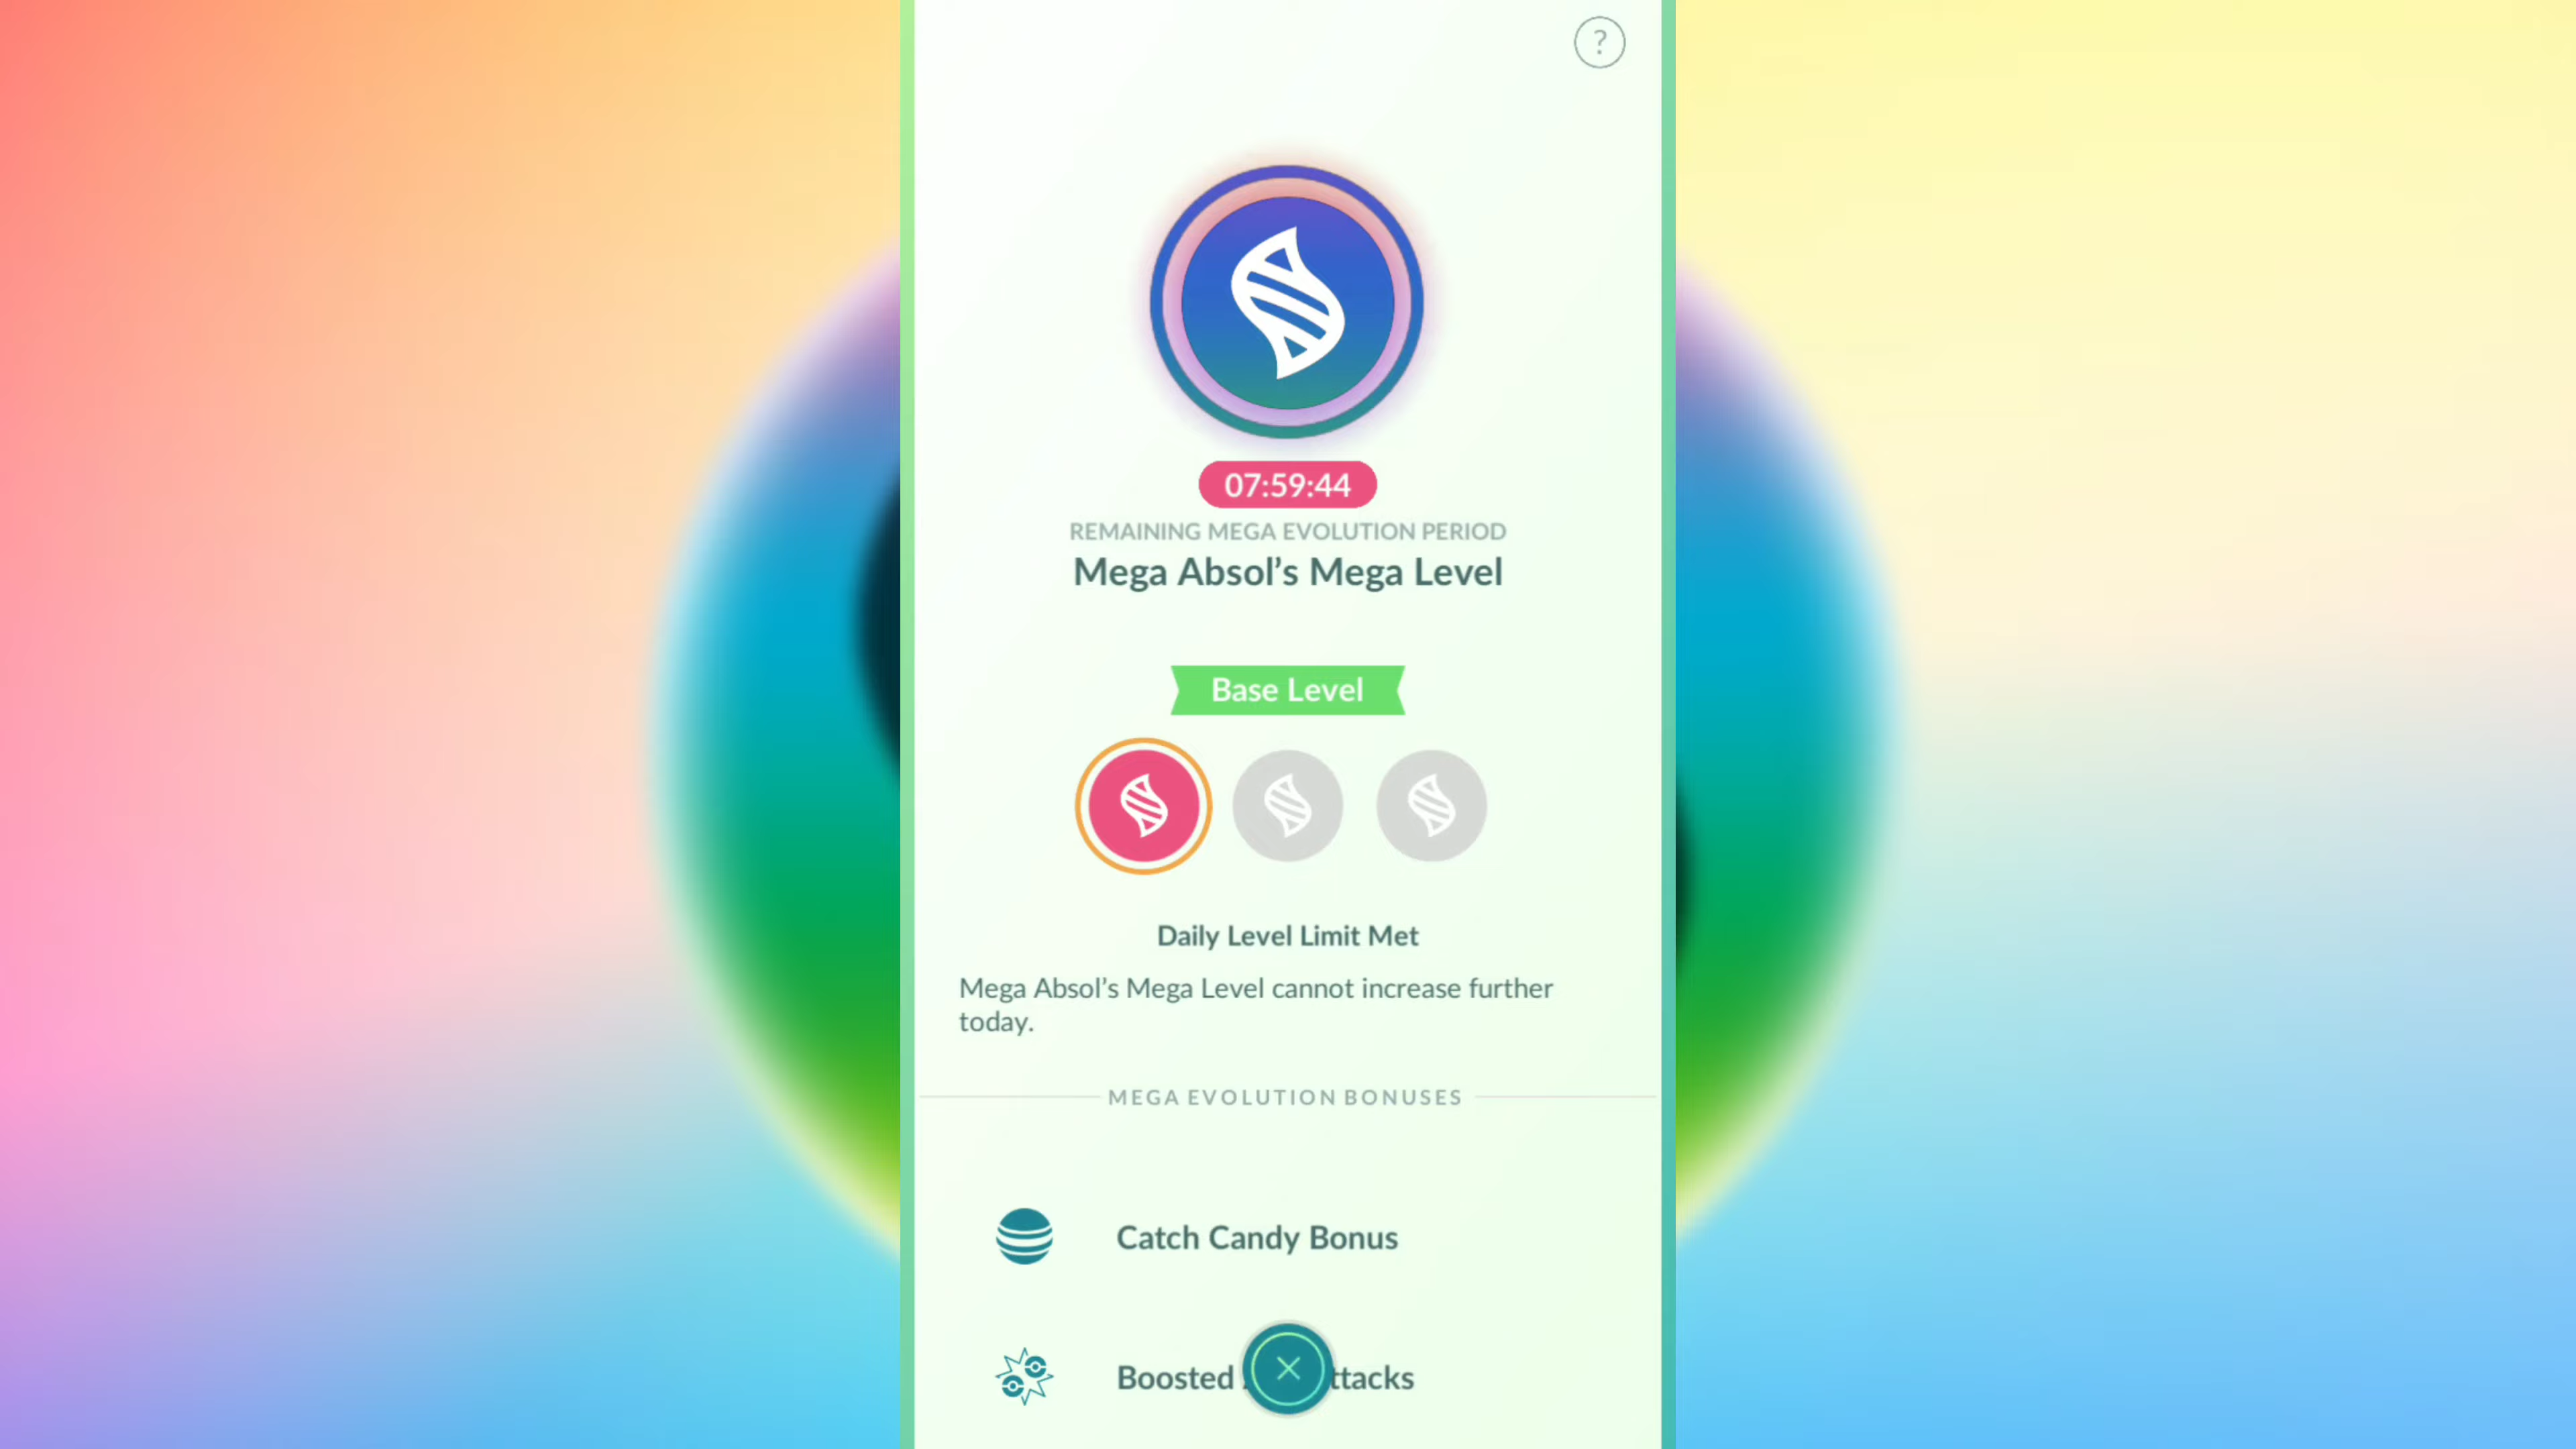 ?
07:59:44
REMAINING MEGA EVOLUTION PERIOD
Mega Absol’s Mega Level
Base Level
Daily Level Limit Met
Mega Absol’s Mega Level cannot increase further
today.
MEGA EVOLUTION BONUSES
Catch Candy Bonus
Boosted